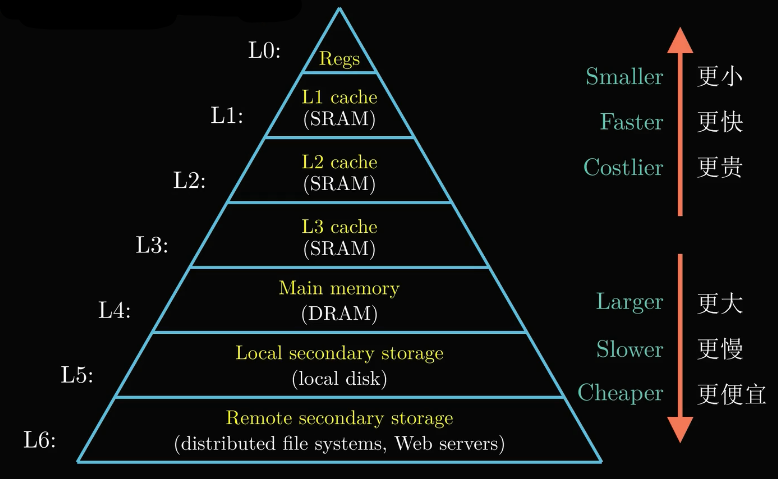 L0:
Regs
L1:
L1 cache
(SRAM)
L2:
L2 cache
(SRAM)
L3:
L3 cache
(SRAM)
L4:
Main memory
(DRAM)
L5:
Local secondary storage
(local disk)
L6:
Remote secondary storage
(distributed file systems, Web servers)
Smaller 更小
Faster 更快
Costlier 更贵
Larger 更大
Slower 更慢
Cheaper 更便宜